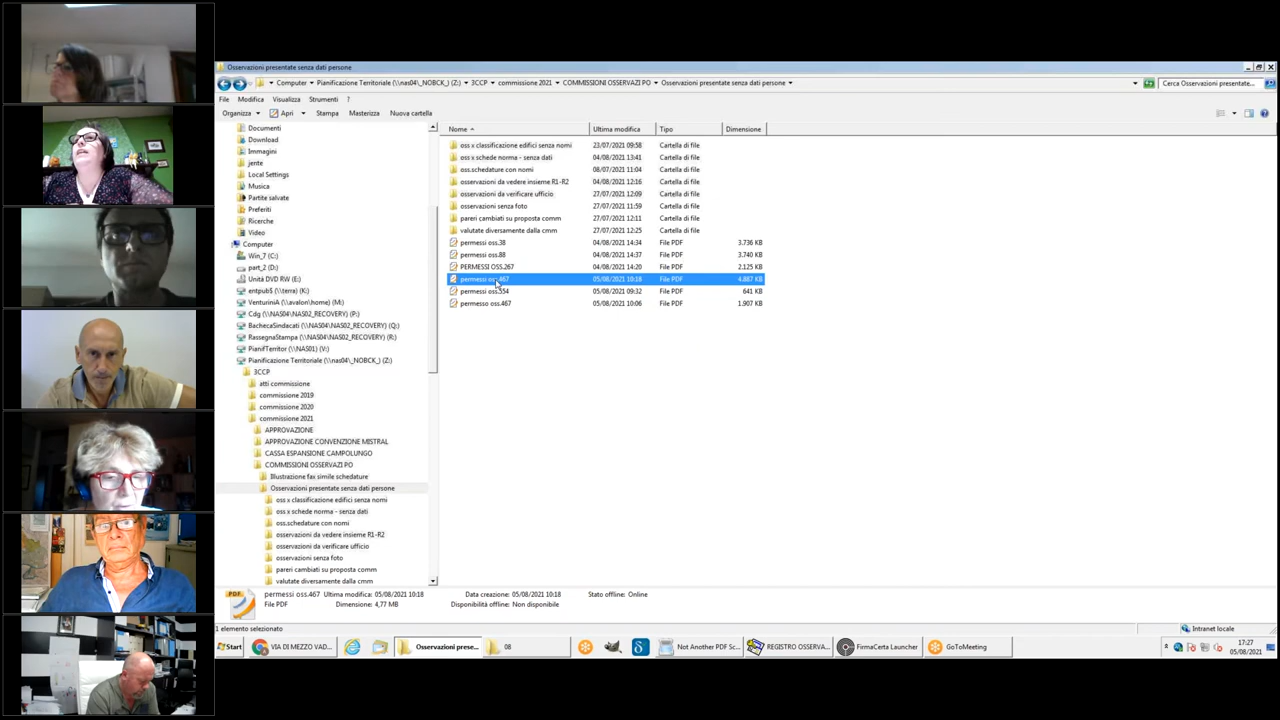 Osservazioni presentate senza dati persone
Computer Pianificazione Territoriale (\\nas04\_NOBCK_) (Z:) 3CCP commissione 2021 COMMISSIONI OSSERVAZI PO Osservazioni presentate senza dati persone
Cerca Osservazioni presentate...
File Modifica Visualizza Strumenti ?
Organizza Apri Stampa Masterizza Nuova cartella
Documenti
Download
Immagini
jente
Local Settings
Musica
Partite salvate
Preferiti
Ricerche
Video
Computer
Win_7 (C:)
part_2 (D:)
Unità DVD RW (E:)
entpub$ (\\terra) (K:)
VenturiniA (\\avalon\home) (M:)
Cdg (\\NAS04\NAS02_RECOVERY) (P:)
BachecaSindacati (\\NAS04\NAS02_RECOVERY) (Q:)
RassegnaStampa (\\NAS04\NAS02_RECOVERY) (R:)
PianifTerritor (\\NAS01) (V:)
Pianificazione Territoriale (\\nas04\_NOBCK_) (Z:)
3CCP
atti commissione
commissione 2019
commissione 2020
commissione 2021
APPROVAZIONE
APPROVAZIONE CONVENZIONE MISTRAL
CASSA ESPANSIONE CAMPOLUNGO
COMMISSIONI OSSERVAZI PO
Illustrazione fax simile schedature
Osservazioni presentate senza dati persone
oss x classificazione edifici senza nomi
oss x schede norma - senza dati
oss.schedature con nomi
osservazioni da vedere insieme R1-R2
osservazioni da verificare ufficio
osservazioni senza foto
pareri cambiati su proposta comm
valutate diversamente dalla cmm
Nome Ultima modifica Tipo Dimensione
oss x classificazione edifici senza nomi 23/07/2021 09:58 Cartella di file
oss x schede norma - senza dati 04/08/2021 13:41 Cartella di file
oss.schedature con nomi 08/07/2021 11:04 Cartella di file
osservazioni da vedere insieme R1-R2 04/08/2021 12:16 Cartella di file
osservazioni da verificare ufficio 27/07/2021 12:09 Cartella di file
osservazioni senza foto 27/07/2021 11:59 Cartella di file
pareri cambiati su proposta comm 27/07/2021 12:11 Cartella di file
valutate diversamente dalla cmm 27/07/2021 12:25 Cartella di file
permessi oss.38 04/08/2021 14:34 File PDF 3.736 KB
permessi oss.88 04/08/2021 14:37 File PDF 3.740 KB
PERMESSI OSS.267 04/08/2021 14:20 File PDF 2.125 KB
permessi oss.467 05/08/2021 10:18 File PDF 4.887 KB
permessi oss.554 05/08/2021 09:32 File PDF 641 KB
permesso oss.467 05/08/2021 10:06 File PDF 1.907 KB
PDF
permessi oss.467 Ultima modifica: 05/08/2021 10:18 Data creazione: 05/08/2021 10:18 Stato offline: Online
File PDF Dimensione: 4,77 MB Disponibilità offline: Non disponibile
1 elemento selezionato
Intranet locale
Start VIA DI MEZZO VAD... Osservazioni prese... 08 Not Another PDF Sc... REGISTRO OSSERVA... FirmaCerta Launcher GoToMeeting
17:27
05/08/2021